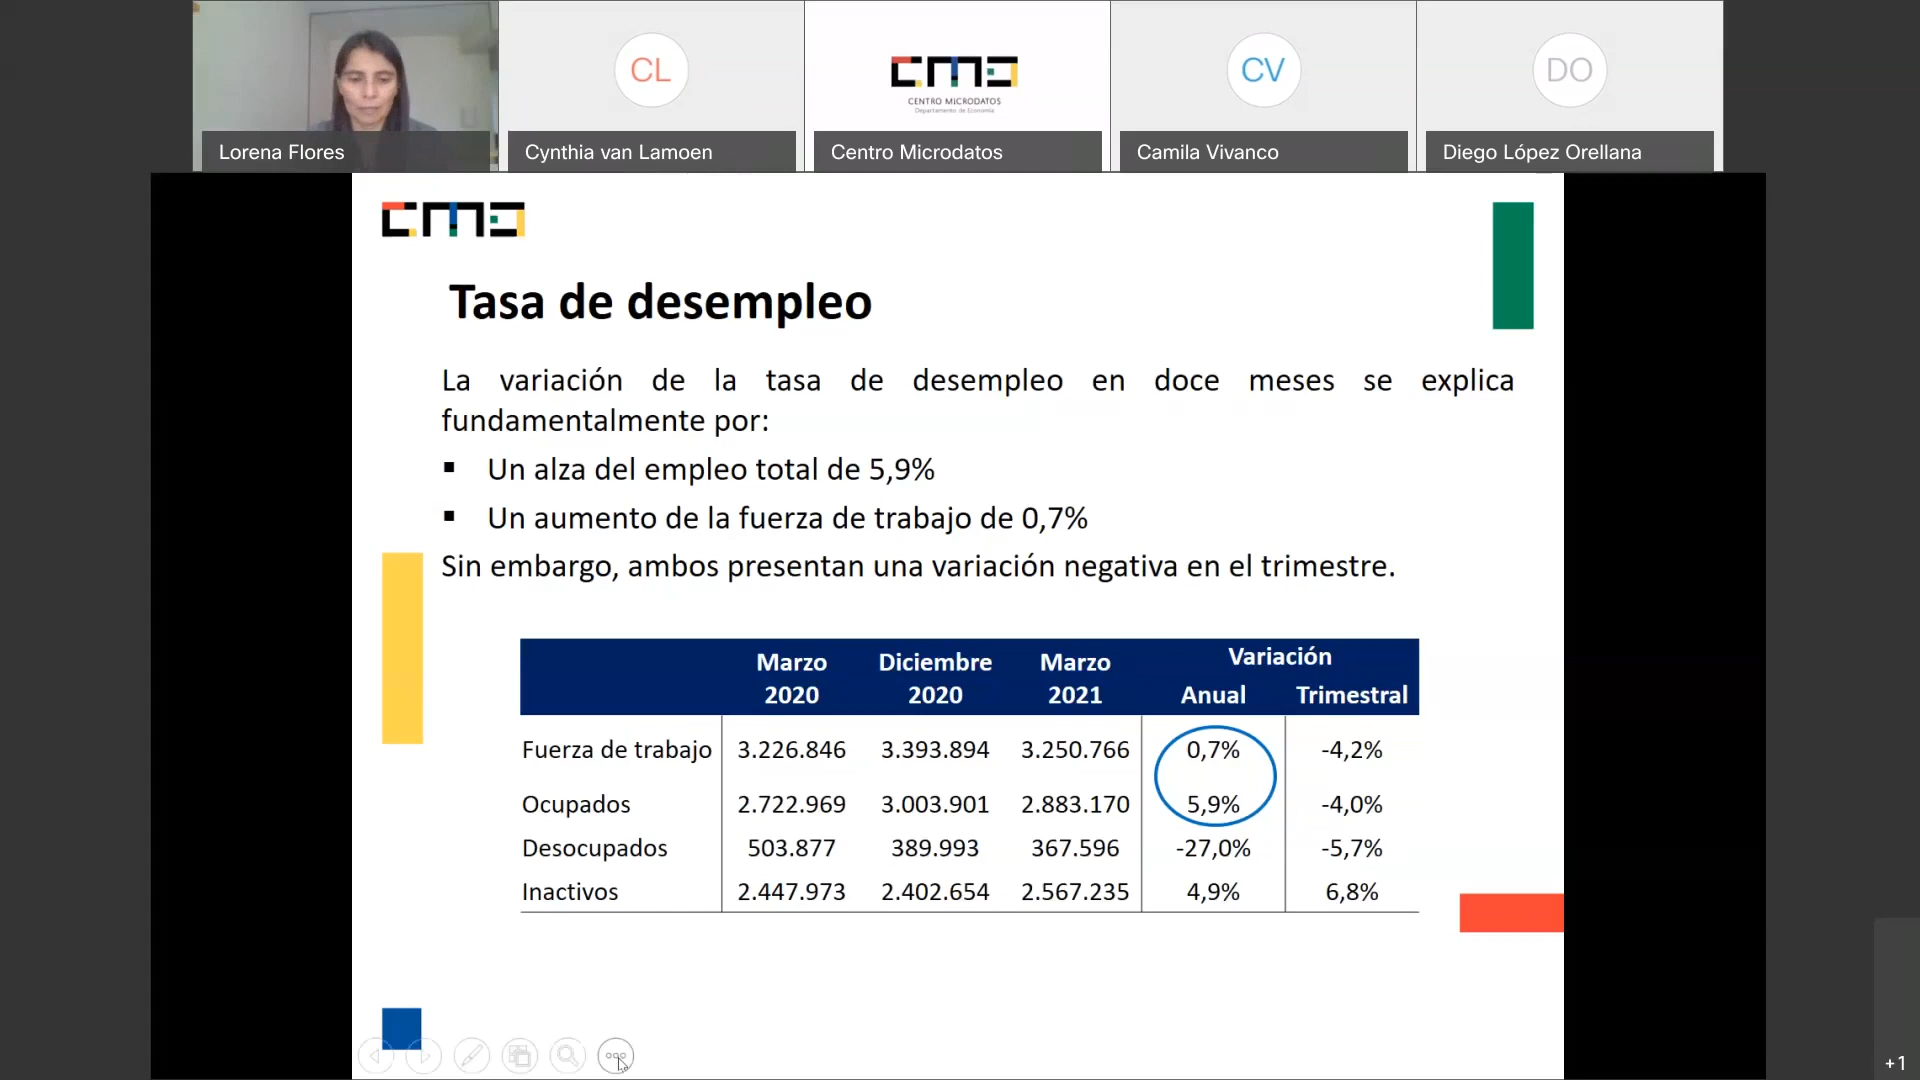 CL
CENTRO MICRODATOS
Departamento de Economía
CV
DO
Lorena Flores
Cynthia van Lamoen
Centro Microdatos
Camila Vivanco
Diego López Orellana
Tasa de desempleo
La variación de la tasa de desempleo en doce meses se explica
fundamentalmente por:
▪ Un alza del empleo total de 5,9%
▪ Un aumento de la fuerza de trabajo de 0,7%
Sin embargo, ambos presentan una variación negativa en el trimestre.
Marzo 2020 Diciembre 2020 Marzo 2021 Variación Anual Trimestral
Fuerza de trabajo 3.226.846 3.393.894 3.250.766 0,7% -4,2%
Ocupados 2.722.969 3.003.901 2.883.170 5,9% -4,0%
Desocupados 503.877 389.993 367.596 -27,0% -5,7%
Inactivos 2.447.973 2.402.654 2.567.235 4,9% 6,8%
+1